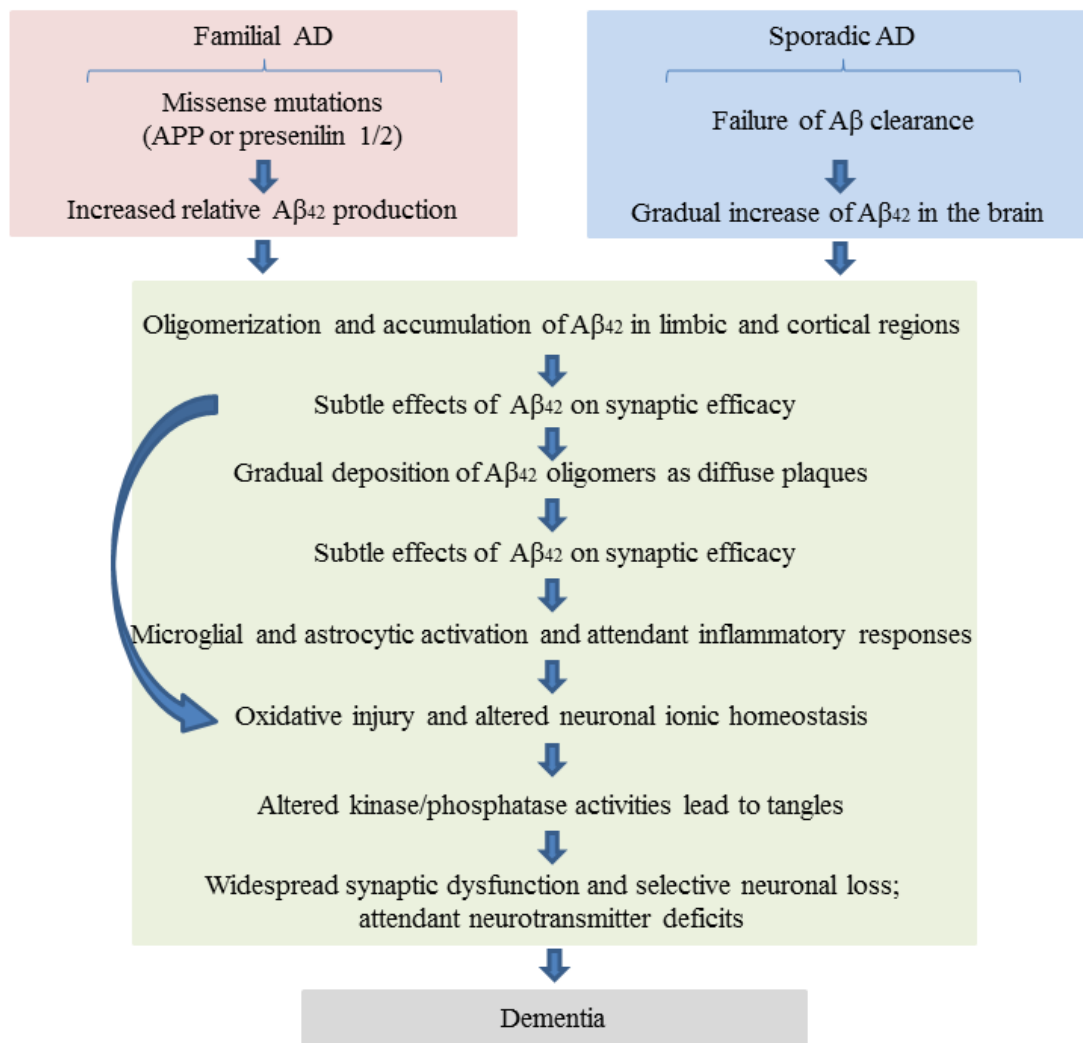 Familial AD
Missense mutations
(APP or presenilin 1/2)
Increased relative Aβ42 production
Sporadic AD
Failure of Aβ clearance
Gradual increase of Aβ42 in the brain
Oligomerization and accumulation of Aβ42 in limbic and cortical regions
Subtle effects of Aβ42 on synaptic efficacy
Gradual deposition of Aβ42 oligomers as diffuse plaques
Subtle effects of Aβ42 on synaptic efficacy
Microglial and astrocytic activation and attendant inflammatory responses
Oxidative injury and altered neuronal ionic homeostasis
Altered kinase/phosphatase activities lead to tangles
Widespread synaptic dysfunction and selective neuronal loss;
attendant neurotransmitter deficits
Dementia